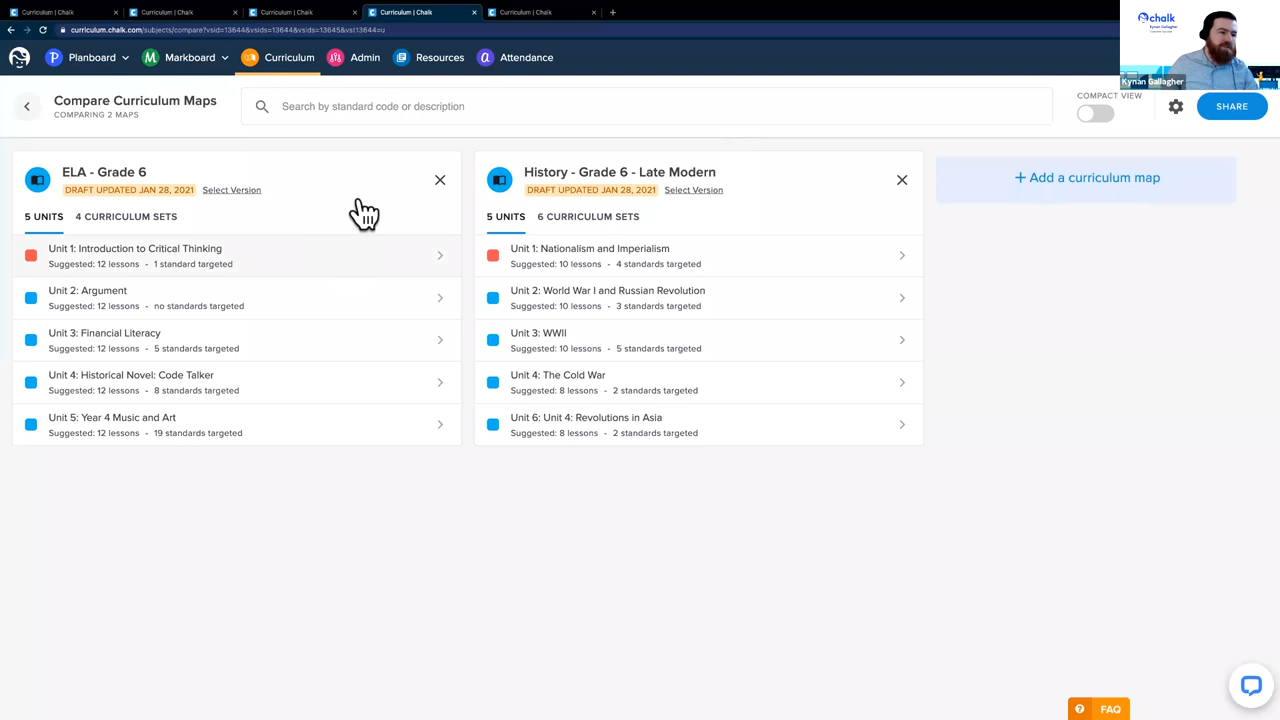 Curriculum | Chalk
Curriculum | Chalk
Curriculum | Chalk
Curriculum | Chalk
Curriculum | Chalk
chalk
Kynan Gallagher
Kynan Gallagher
Planboard
Markboard
Curriculum
Admin
Resources
Attendance
Compare Curriculum Maps
COMPARING 2 MAPS
Search by standard code or description
COMPACT VIEW
SHARE
ELA - Grade 6
DRAFT UPDATED JAN 28, 2021 Select Version
5 UNITS 4 CURRICULUM SETS
Unit 1: Introduction to Critical Thinking
Suggested: 12 lessons - 1 standard targeted
Unit 2: Argument
Suggested: 12 lessons - no standards targeted
Unit 3: Financial Literacy
Suggested: 12 lessons - 5 standards targeted
Unit 4: Historical Novel: Code Talker
Suggested: 12 lessons - 8 standards targeted
Unit 5: Year 4 Music and Art
Suggested: 12 lessons - 19 standards targeted
History - Grade 6 - Late Modern
DRAFT UPDATED JAN 28, 2021 Select Version
5 UNITS 6 CURRICULUM SETS
Unit 1: Nationalism and Imperialism
Suggested: 10 lessons - 4 standards targeted
Unit 2: World War I and Russian Revolution
Suggested: 10 lessons - 3 standards targeted
Unit 3: WWII
Suggested: 10 lessons - 5 standards targeted
Unit 4: The Cold War
Suggested: 8 lessons - 2 standards targeted
Unit 6: Unit 4: Revolutions in Asia
Suggested: 8 lessons - 2 standards targeted
+ Add a curriculum map
? FAQ